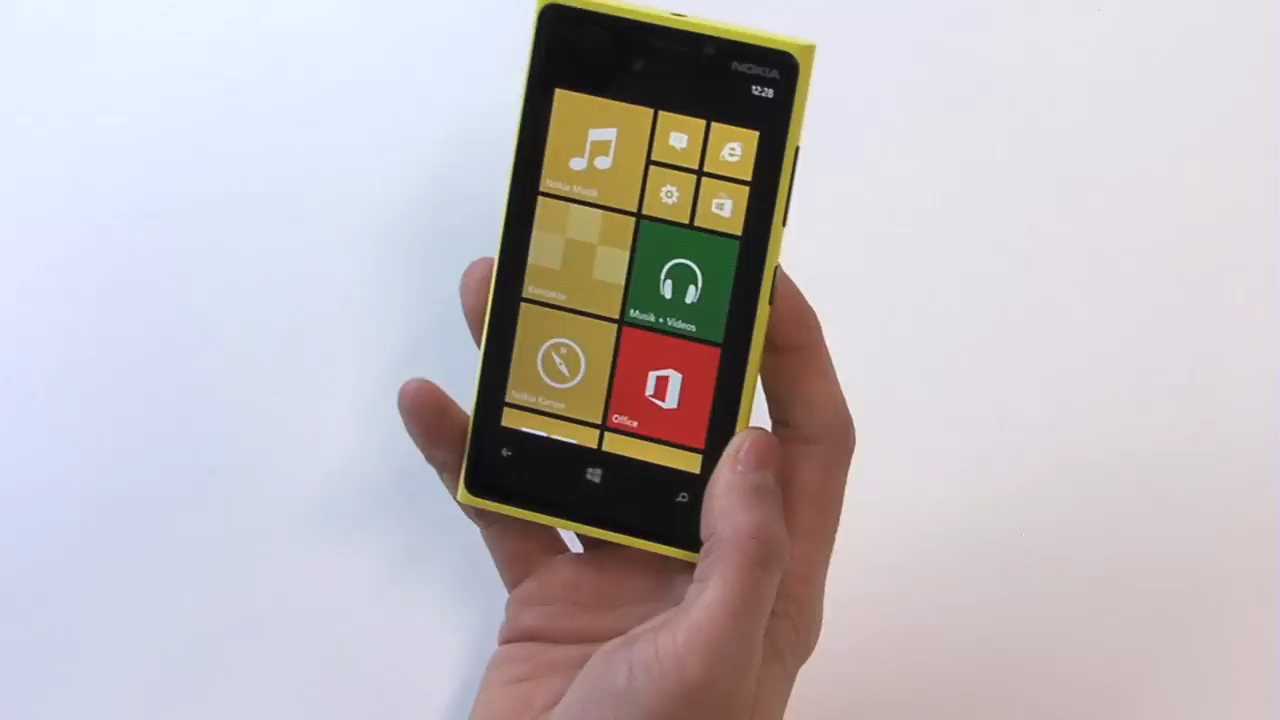 NOKIA
12:28
Nokia Musik
Kontakte
Musik + Videos
Nokia Karten
Office